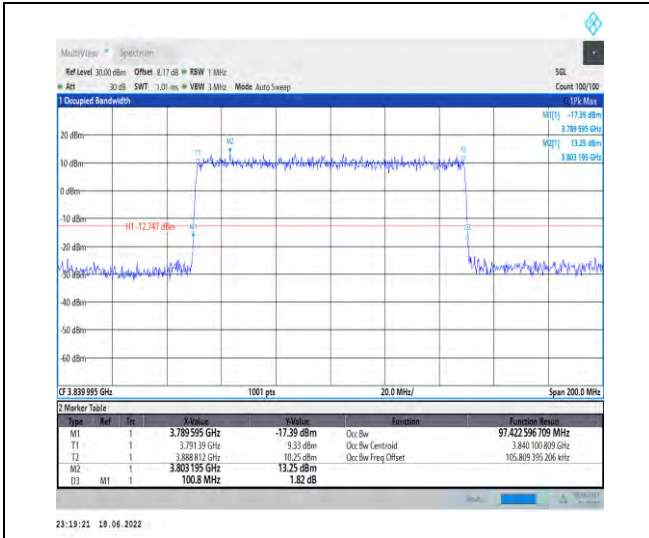 MultiView Spectrum
Ref Level 30.00 dBm Offset 8.17 dB RBW 1 MHz SGL
Att 30 dB SWT 1.01 ms VBW 3 MHz Mode Auto Sweep Count 100/100
1 Occupied Bandwidth 1Pk Max
M1[1] -17.39 dBm
3.789 595 GHz
M2[1] 13.25 dBm
3.803 195 GHz
20 dBm
M2
T1 T2
10 dBm
0 dBm
-10 dBm
H1 -12.747 dBm M1 D3
-20 dBm
-30 dBm
-40 dBm
-50 dBm
-60 dBm
CF 3.839 995 GHz 1001 pts 20.0 MHz/ Span 200.0 MHz
2 Marker Table
Type Ref Trc X-Value Y-Value Function Function Result
M1 1 3.789 595 GHz -17.39 dBm Occ Bw 97.422 596 709 MHz
T1 1 3.791 39 GHz 9.33 dBm Occ Bw Centroid 3.840 100 809 GHz
T2 1 3.888 812 GHz 10.25 dBm Occ Bw Freq Offset 105.809 395 206 kHz
M2 1 3.803 195 GHz 13.25 dBm
D3 M1 1 100.8 MHz 1.82 dB
23:19:21 18.06.2022